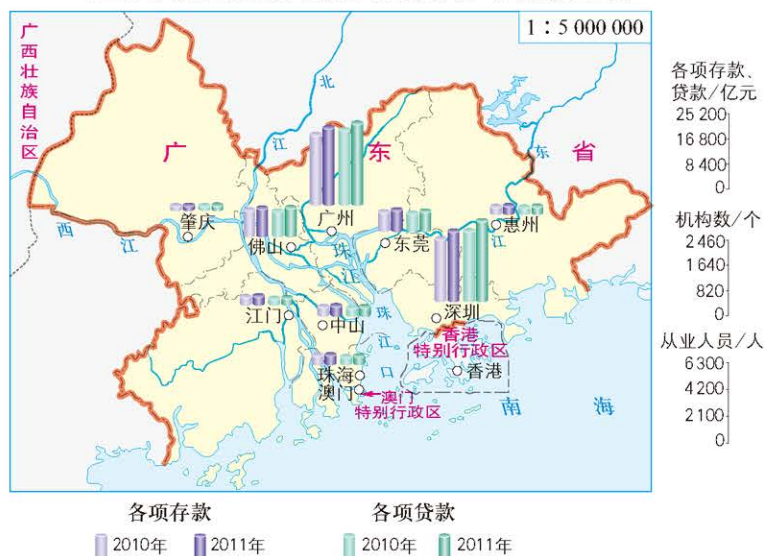 1：5 000 000
广西壮族自治区
广
东
省
北
江
东
江
西
江
肇庆
广州
佛山
东莞
惠州
珠
江
江门
中山
深圳
珠江口
珠海
澳门
澳门
特别行政区
香港
特别行政区
香港
南
海
各项存款、
贷款/亿元
25 200
16 800
8 400
0
机构数/个
2 460
1 640
820
0
从业人员/人
6 300
4 200
2 100
0
各项存款
各项贷款
2010年
2011年
2010年
2011年